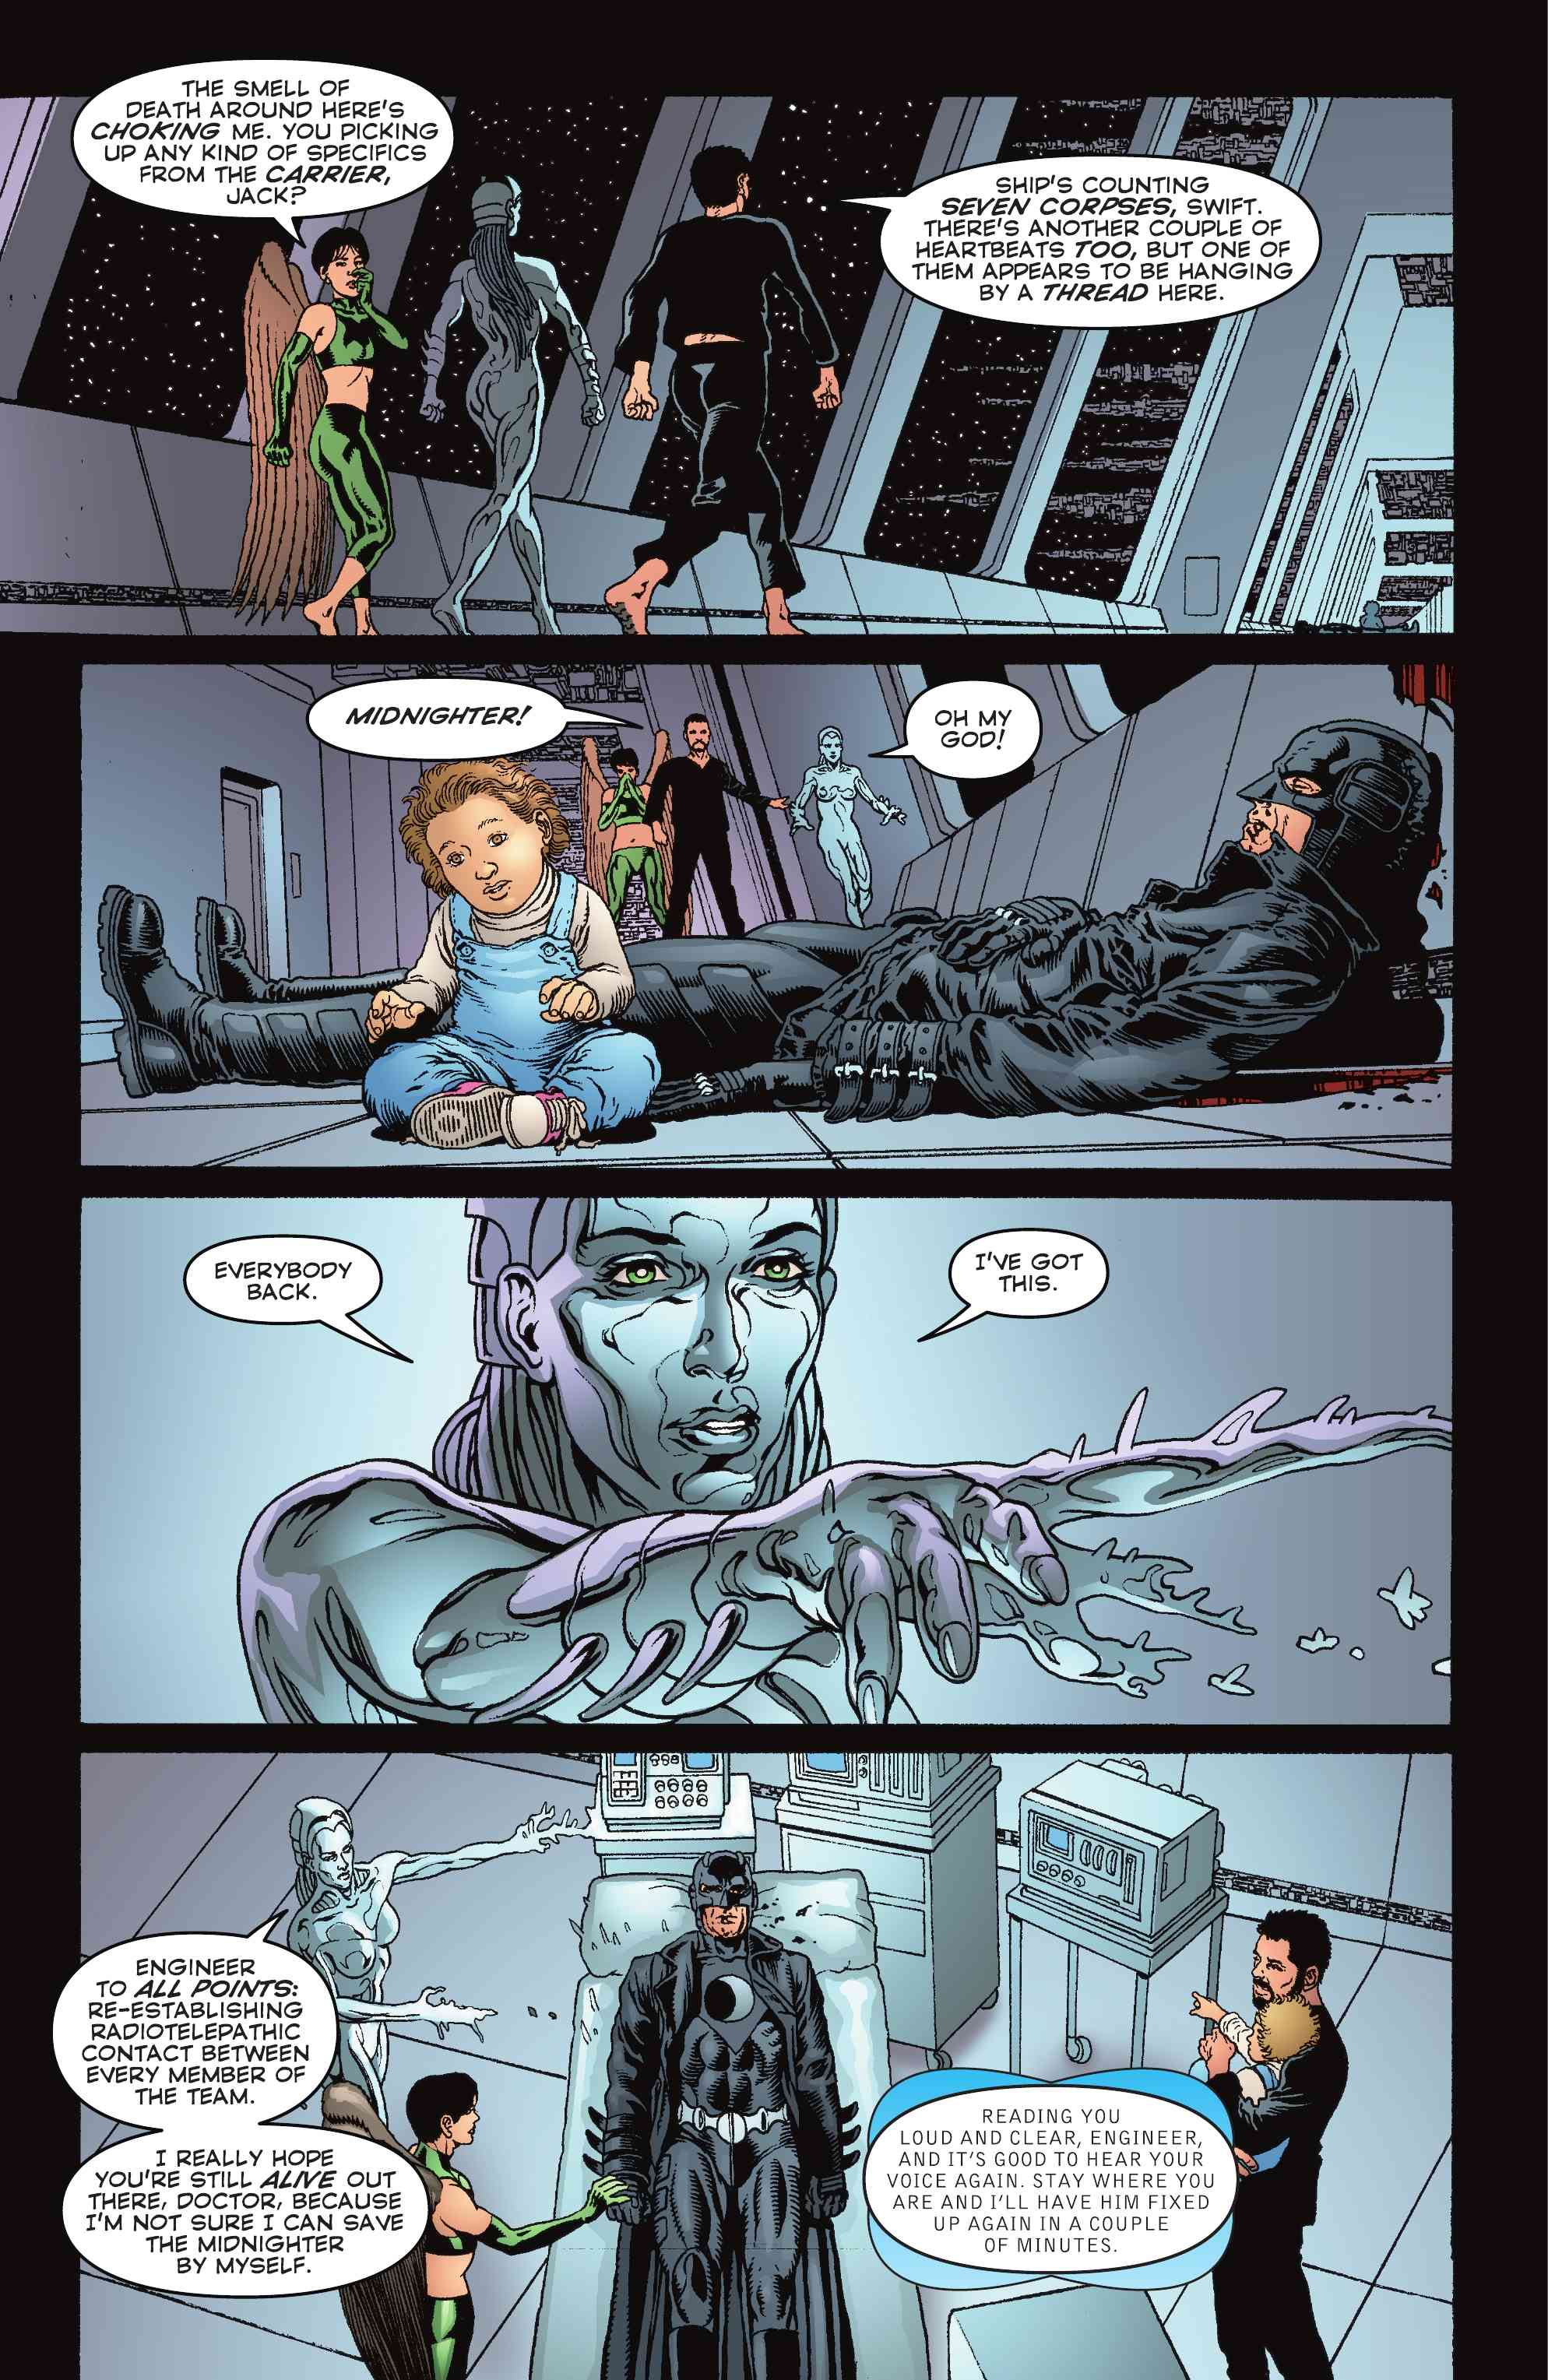 THE SMELL OF
DEATH AROUND HERE'S
CHOKING ME. YOU PICKING
UP ANY KIND OF SPECIFICS
FROM THE CARRIER,
JACK?
SHIP'S COUNTING
SEVEN CORPSES, SWIFT.
THERE'S ANOTHER COUPLE OF
HEARTBEATS TOO, BUT ONE OF
THEM APPEARS TO BE HANGING
BY A THREAD HERE.
MIDNIGHTER!
OH MY
GOD!
EVERYBODY
BACK.
I'VE GOT
THIS.
ENGINEER
TO ALL POINTS:
RE-ESTABLISHING
RADIOTELEPATHIC
CONTACT BETWEEN
EVERY MEMBER OF
THE TEAM.
I REALLY HOPE
YOU'RE STILL ALIVE OUT
THERE, DOCTOR, BECAUSE
I'M NOT SURE I CAN SAVE
THE MIDNIGHTER
BY MYSELF.
READING YOU
LOUD AND CLEAR, ENGINEER,
AND IT'S GOOD TO HEAR YOUR
VOICE AGAIN. STAY WHERE YOU
ARE AND I'LL HAVE HIM FIXED
UP AGAIN IN A COUPLE
OF MINUTES.